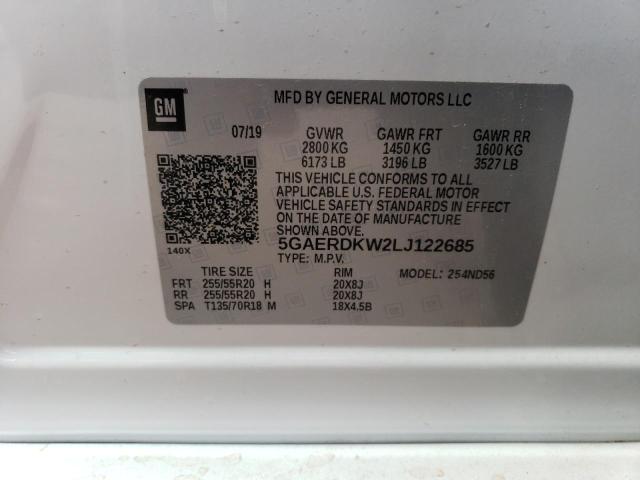 GM
MFD BY GENERAL MOTORS LLC
07/19 GVWR GAWR FRT GAWR RR
2800 KG 1450 KG 1600 KG
6173 LB 3196 LB 3527 LB
THIS VEHICLE CONFORMS TO ALL
APPLICABLE U.S. FEDERAL MOTOR
VEHICLE SAFETY STANDARDS IN EFFECT
ON THE DATE OF MANUFACTURE
SHOWN ABOVE.
140X
5GAERDKW2LJ122685
TYPE: M.P.V.
TIRE SIZE RIM MODEL: 254ND56
FRT 255/55R20 H 20X8J
RR 255/55R20 H 20X8J
SPA T135/70R18 M 18X4.5B